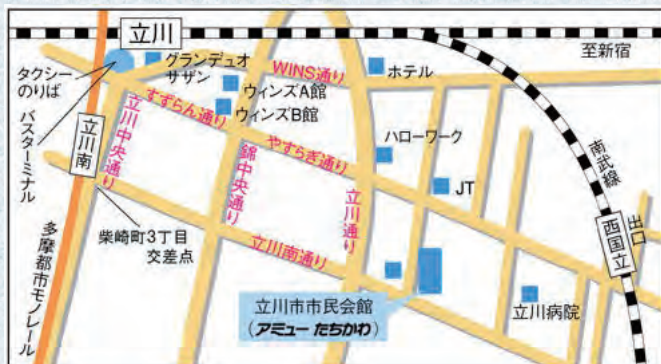 立川
至新宿
グランデュオ
サザン
WINS通り
ホテル
タクシー
のりば
ウィンズA館
ウィンズB館
すずらん通り
バスターミナル
立川南
立川中央通り
ハローワーク
やすらぎ通り
錦中央通り
JT
南武線
立川通り
西国立
出口
柴崎町3丁目
交差点
立川南通り
多摩都市モノレール
立川市市民会館
(アミュー たちかわ)
立川病院